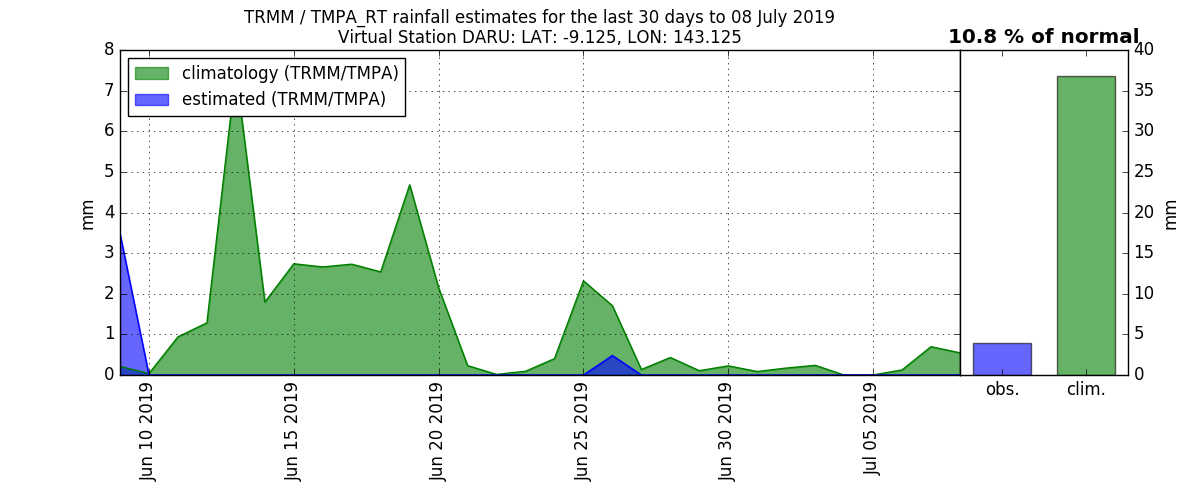 TRMM / TMPA_RT rainfall estimates for the last 30 days to 08 July 2019
Virtual Station DARU: LAT: -9.125, LON: 143.125
10.8 % of normal
climatology (TRMM/TMPA)
estimated (TRMM/TMPA)
8
7
6
5
4
3
2
1
0
mm
Jun 10 2019
Jun 15 2019
Jun 20 2019
Jun 25 2019
Jun 30 2019
Jul 05 2019
40
35
30
25
20
15
10
5
0
mm
obs.
clim.